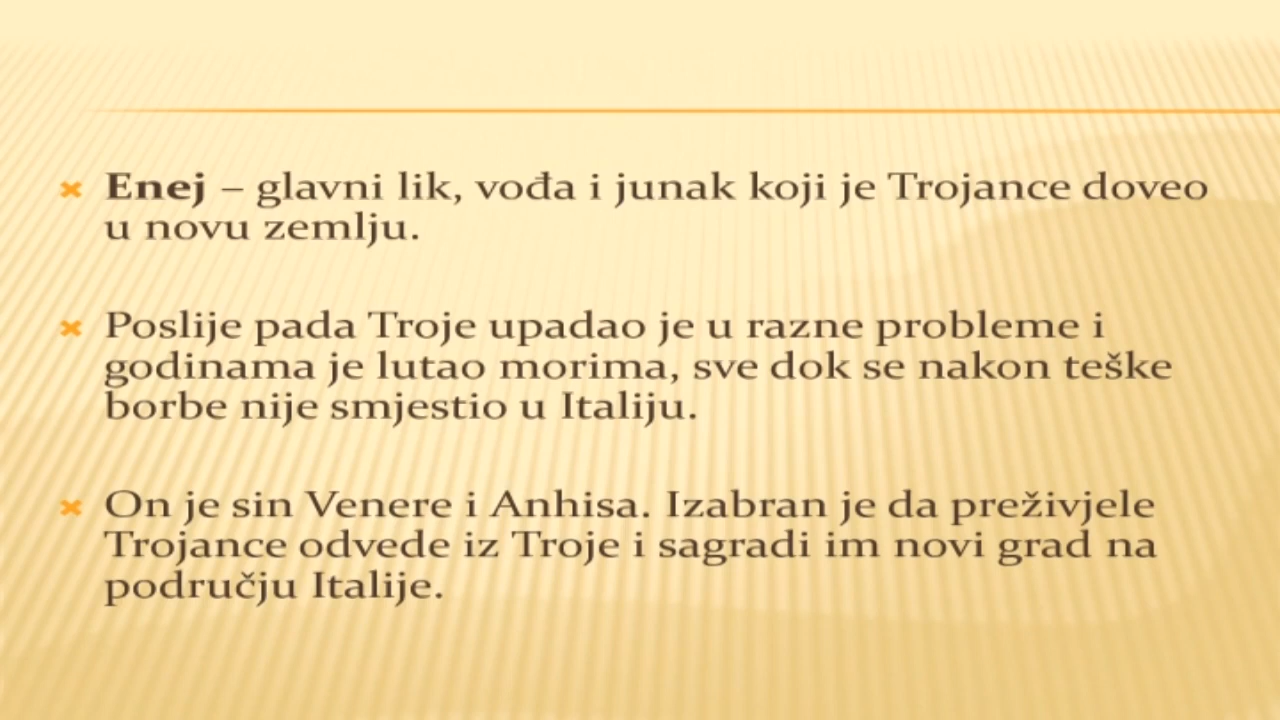 Enej – glavni lik, vođa i junak koji je Trojance doveo
u novu zemlju.
Poslije pada Troje upadao je u razne probleme i
godinama je lutao morima, sve dok se nakon teške
borbe nije smjestio u Italiju.
On je sin Venere i Anhisa. Izabran je da preživjele
Trojance odvede iz Troje i sagradi im novi grad na
području Italije.